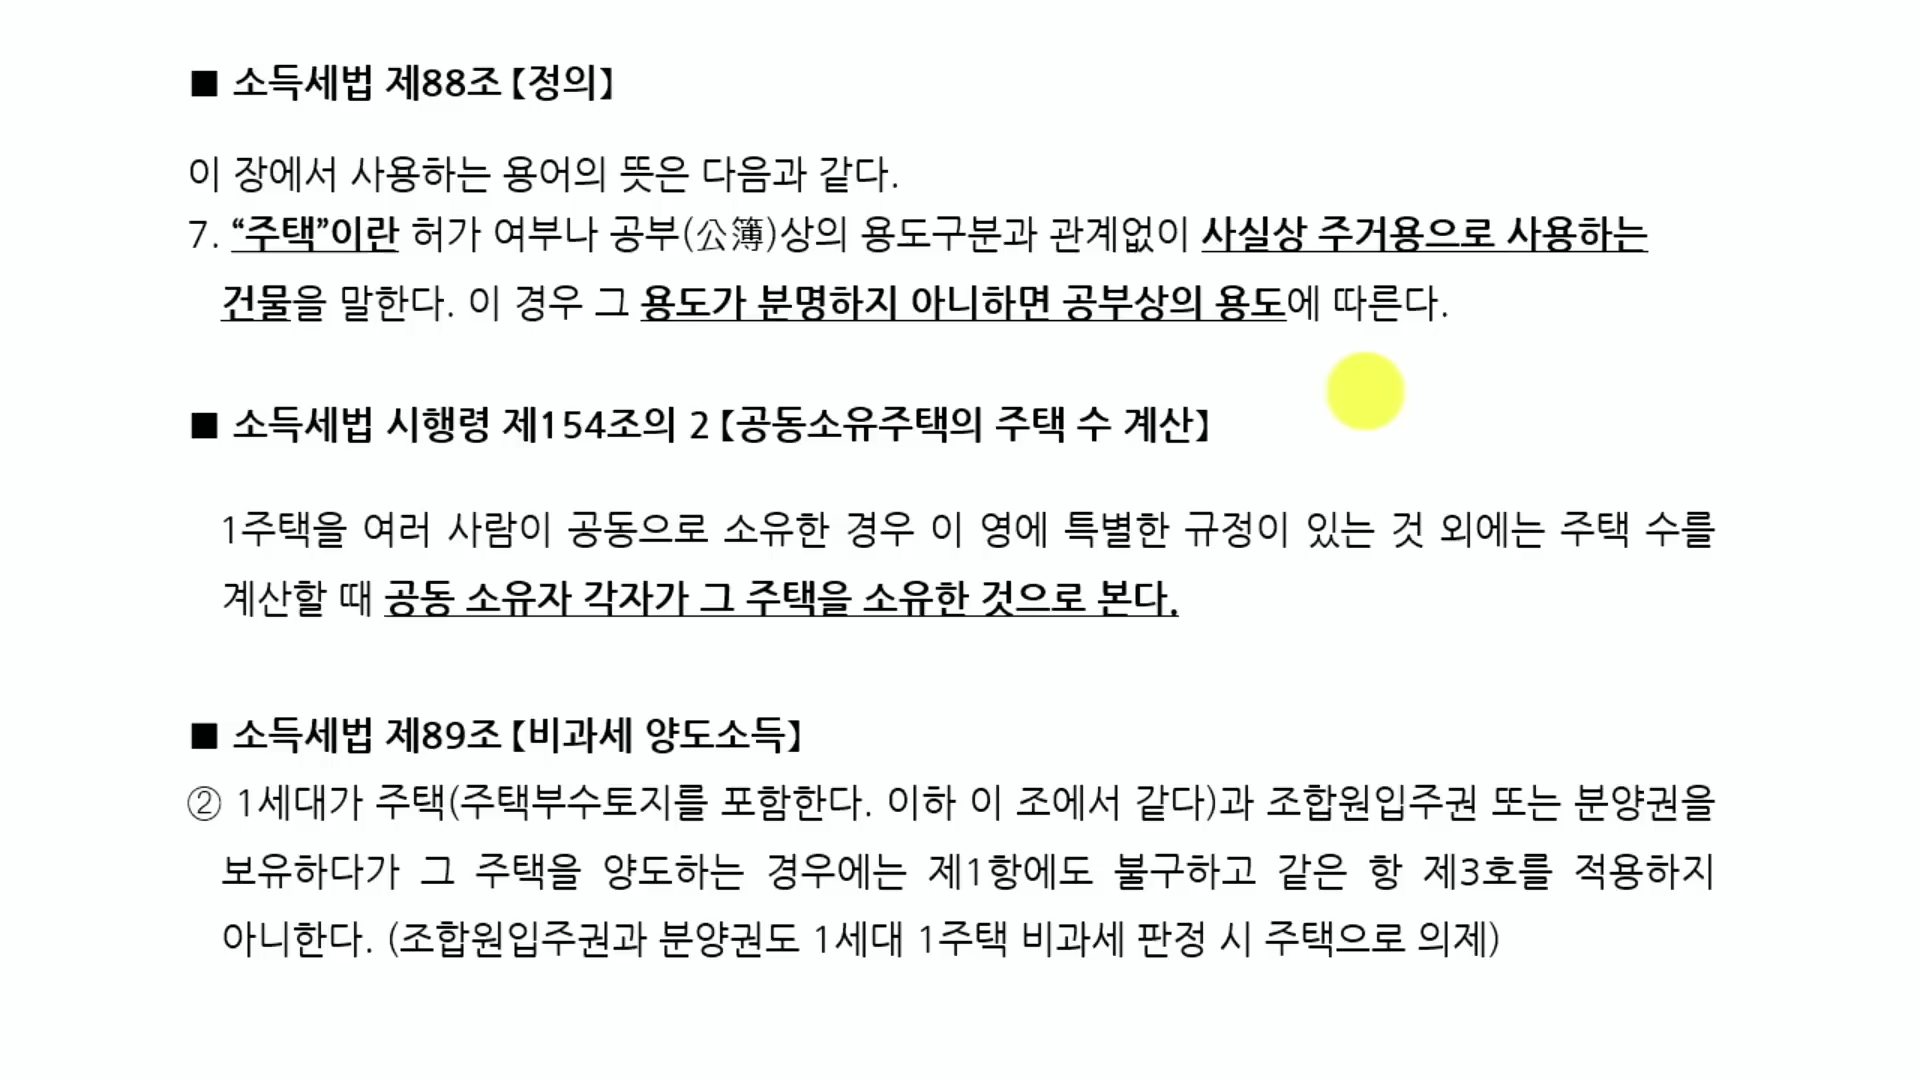 ■ 소득세법 제88조【정의】
이 장에서 사용하는 용어의 뜻은 다음과 같다.
7. “주택”이란 허가 여부나 공부(公簿)상의 용도구분과 관계없이 사실상 주거용으로 사용하는
건물을 말한다. 이 경우 그 용도가 분명하지 아니하면 공부상의 용도에 따른다.
■ 소득세법 시행령 제154조의 2【공동소유주택의 주택 수 계산】
1주택을 여러 사람이 공동으로 소유한 경우 이 영에 특별한 규정이 있는 것 외에는 주택 수를
계산할 때 공동 소유자 각자가 그 주택을 소유한 것으로 본다.
■ 소득세법 제89조【비과세 양도소득】
② 1세대가 주택(주택부수토지를 포함한다. 이하 이 조에서 같다)과 조합원입주권 또는 분양권을
보유하다가 그 주택을 양도하는 경우에는 제1항에도 불구하고 같은 항 제3호를 적용하지
아니한다. (조합원입주권과 분양권도 1세대 1주택 비과세 판정 시 주택으로 의제)